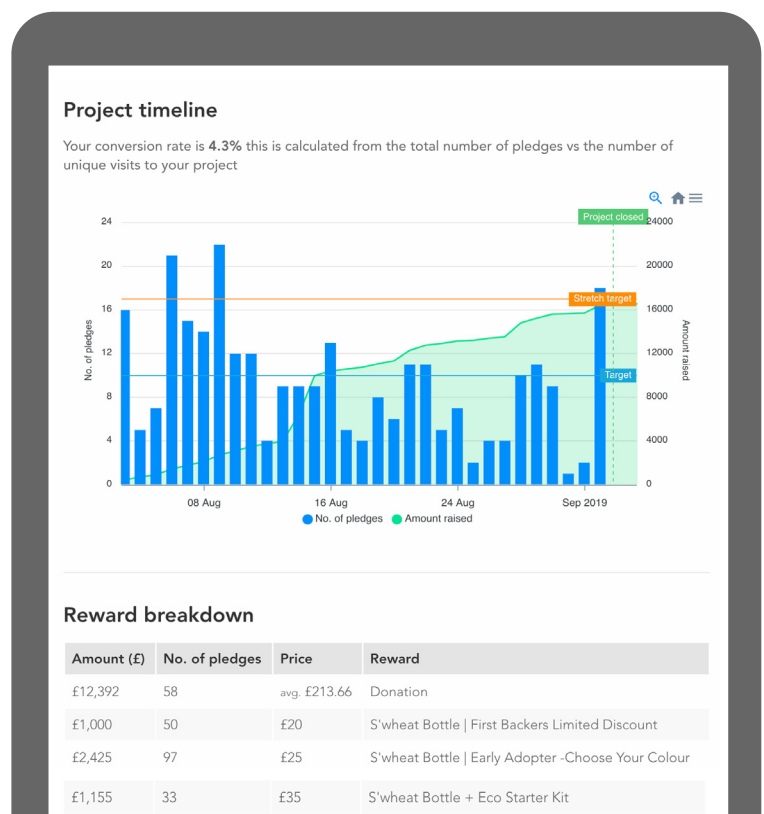 Project timeline
Your conversion rate is 4.3% this is calculated from the total number of pledges vs the number of
unique visits to your project
Project closed
24 24000
20 20000
Stretch target
16 16000
No. of pledges
Amount raised
12 12000
Target
8 8000
4 4000
0 0
08 Aug 16 Aug 24 Aug Sep 2019
No. of pledges Amount raised
Reward breakdown
Amount (£) No. of pledges Price Reward
£12,392 58 avg. £213.66 Donation
£1,000 50 £20 S'wheat Bottle | First Backers Limited Discount
£2,425 97 £25 S'wheat Bottle | Early Adopter -Choose Your Colour
£1,155 33 £35 S'wheat Bottle + Eco Starter Kit